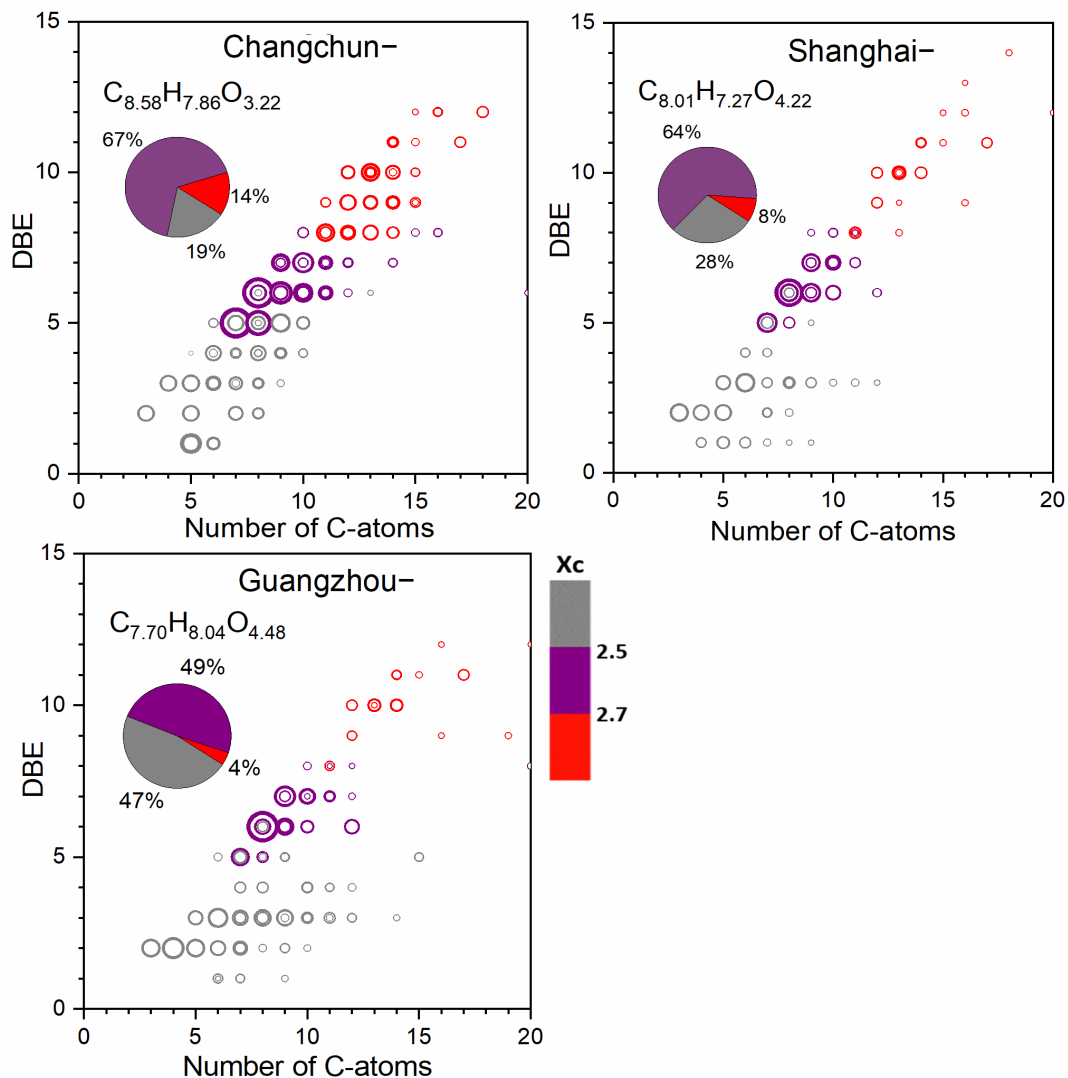 Changchun−
C8.58H7.86O3.22
67%
14%
19%
15
10
5
0
DBE
0 5 10 15 20
Number of C-atoms
Shanghai−
C8.01H7.27O4.22
64%
8%
28%
15
10
5
0
DBE
0 5 10 15 20
Number of C-atoms
Guangzhou−
C7.70H8.04O4.48
49%
4%
47%
15
10
5
0
DBE
0 5 10 15 20
Number of C-atoms
Xc
2.5
2.7